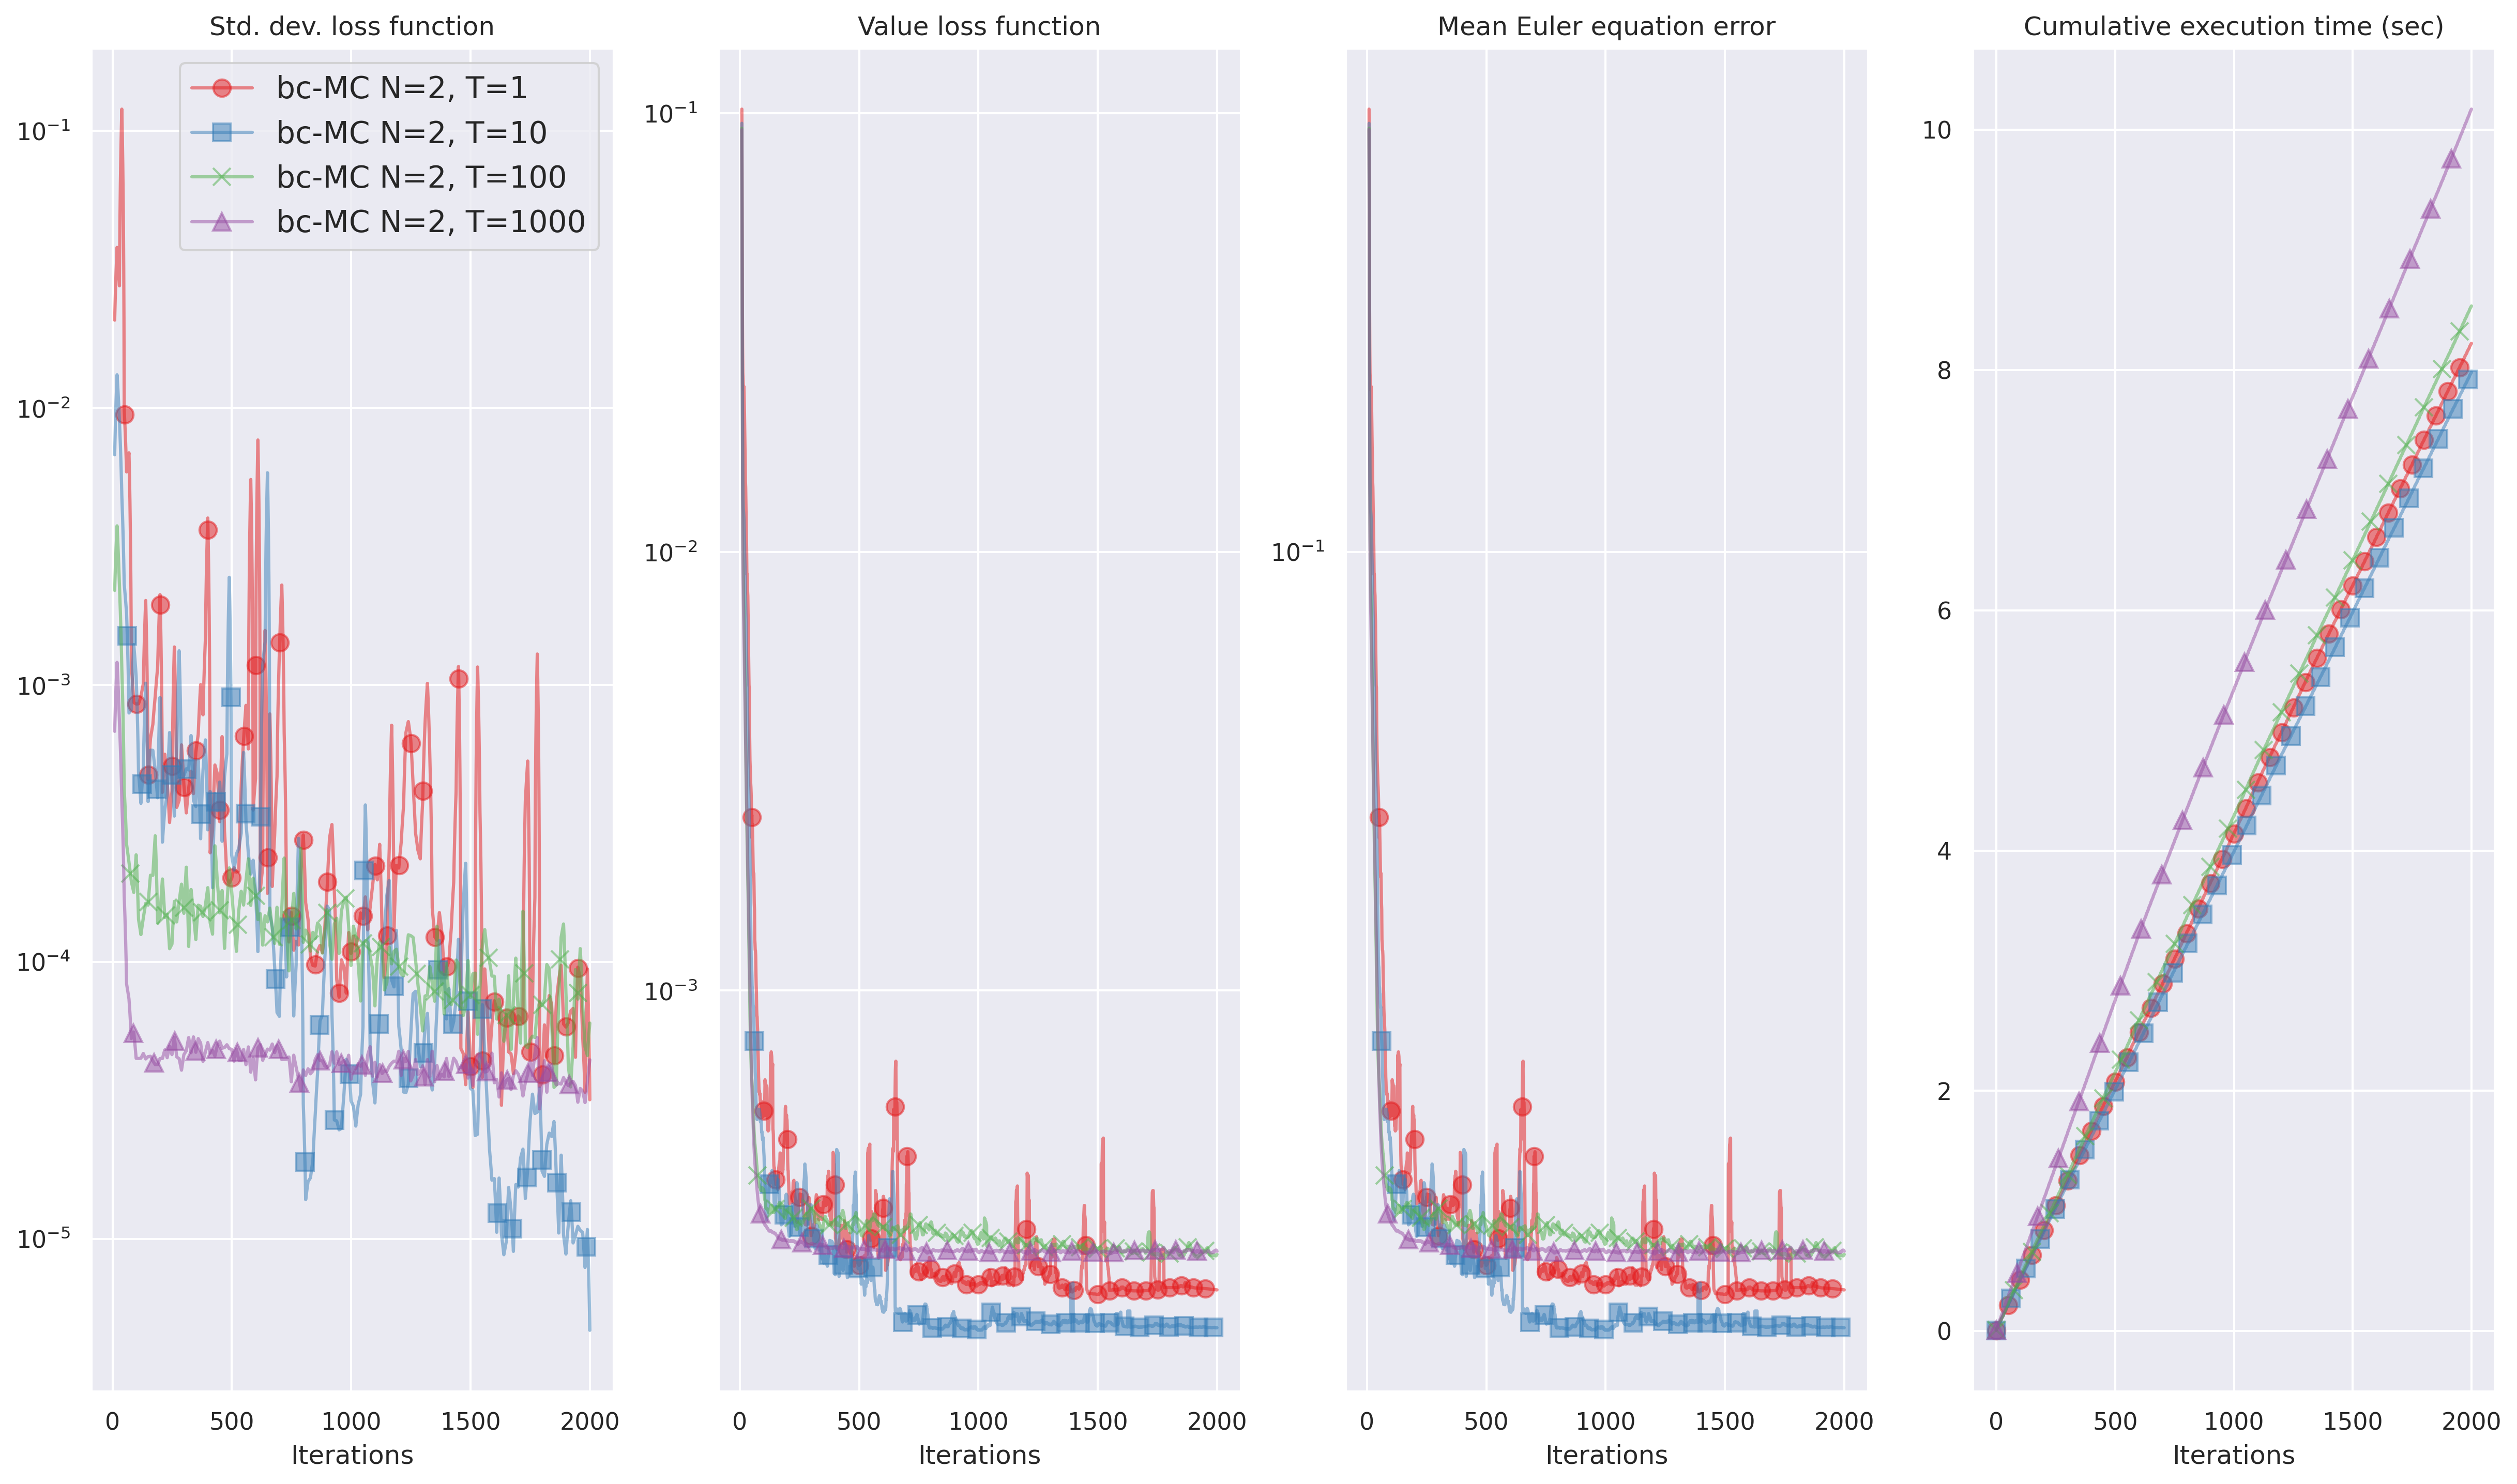 Std. dev. loss function
10⁻¹
10⁻²
10⁻³
10⁻⁴
10⁻⁵
bc-MC N=2, T=1
bc-MC N=2, T=10
bc-MC N=2, T=100
bc-MC N=2, T=1000
0 500 1000 1500 2000
Iterations
Value loss function
10⁻¹
10⁻²
10⁻³
0 500 1000 1500 2000
Iterations
Mean Euler equation error
10⁻¹
0 500 1000 1500 2000
Iterations
Cumulative execution time (sec)
10
8
6
4
2
0
0 500 1000 1500 2000
Iterations